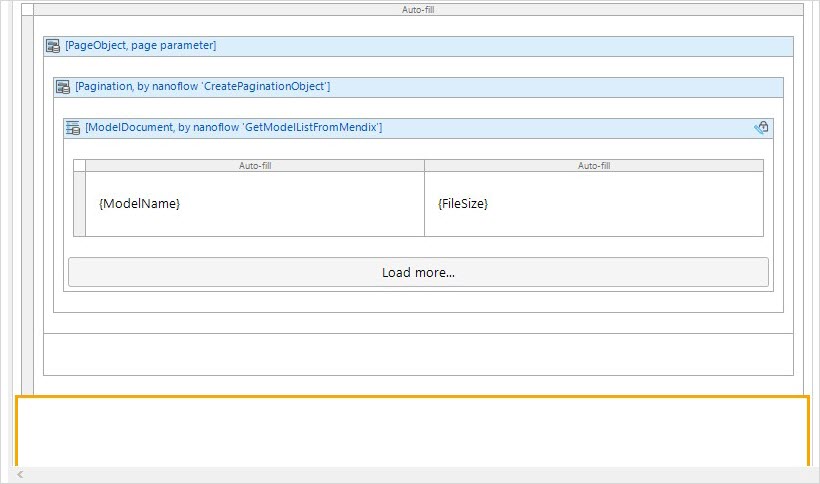 Auto-fill
[PageObject, page parameter]
[Pagination, by nanoflow 'CreatePaginationObject']
[ModelDocument, by nanoflow 'GetModelListFromMendix']
Auto-fill Auto-fill
{ModelName} {FileSize}
Load more...